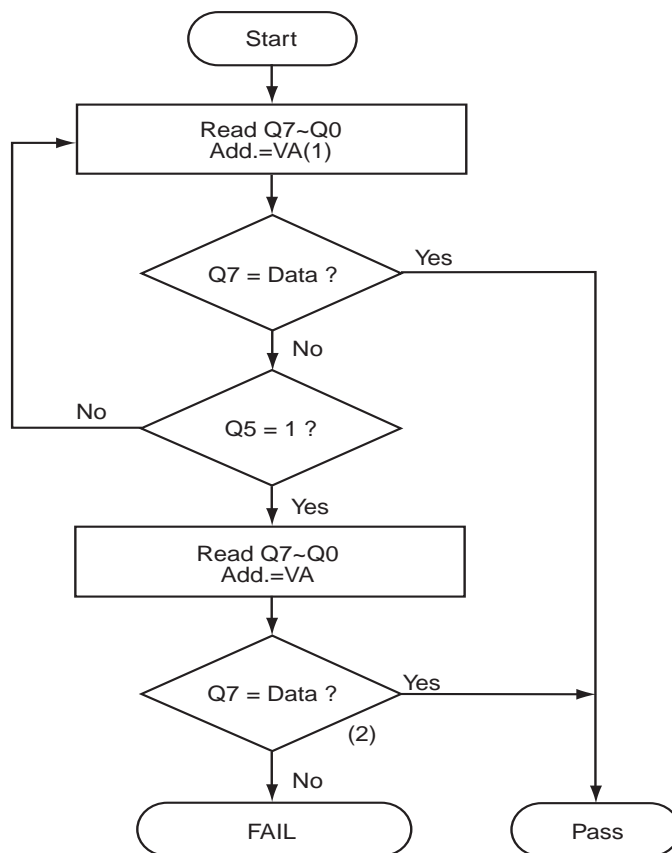 Start
Read Q7~Q0
Add.=VA(1)
Q7 = Data ?
Yes
No
No
Q5 = 1 ?
Yes
Read Q7~Q0
Add.=VA
Q7 = Data ?
Yes
(2)
No
FAIL
Pass